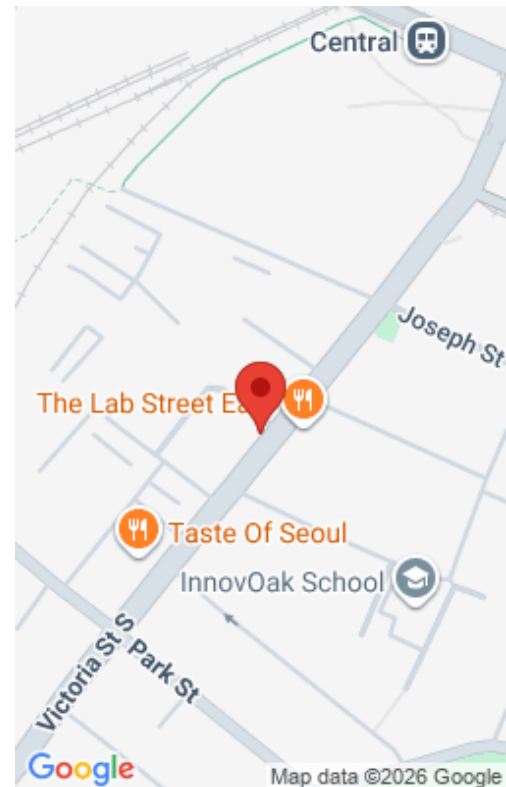 Central
Joseph St
The Lab Street Ea
Taste Of Seoul
InnovOak School
Victoria St S
Park St
Google
Map data ©2026 Google